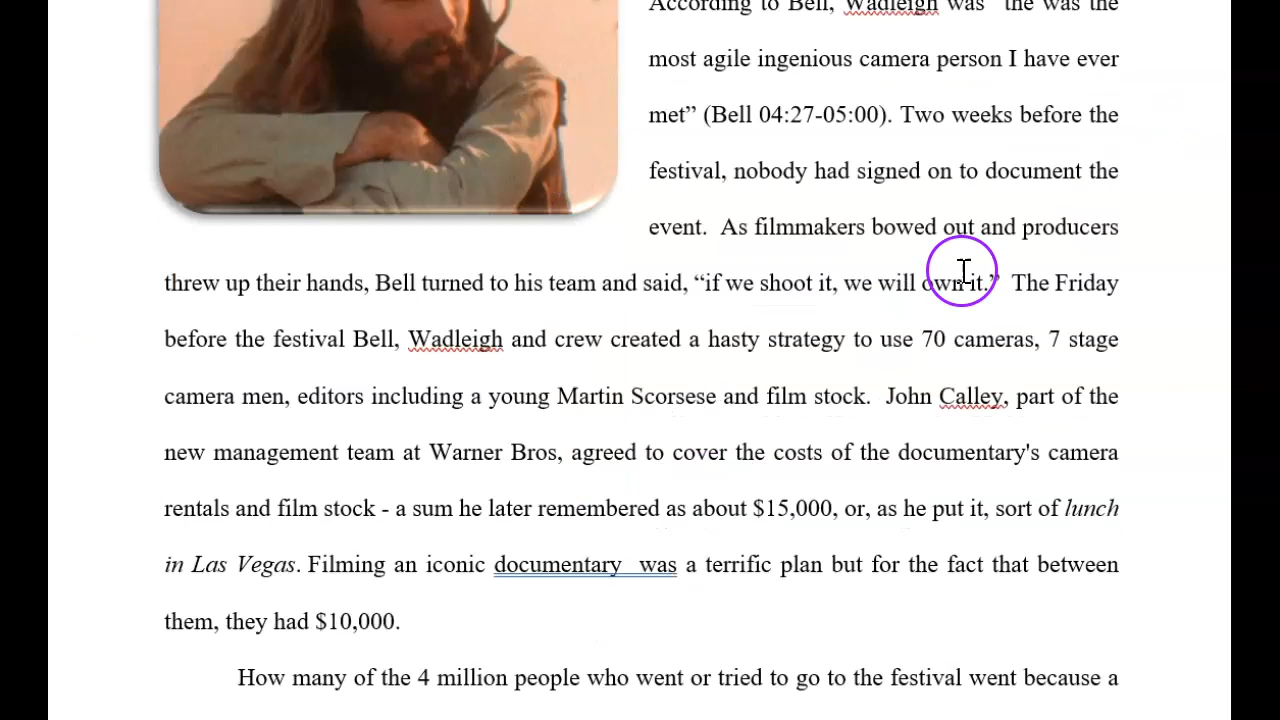 According to Bell, Wadleigh was "the was the
most agile ingenious camera person I have ever
met” (Bell 04:27-05:00). Two weeks before the
festival, nobody had signed on to document the
event.  As filmmakers bowed out and producers
threw up their hands, Bell turned to his team and said, “if we shoot it, we will own it.”  The Friday
before the festival Bell, Wadleigh and crew created a hasty strategy to use 70 cameras, 7 stage
camera men, editors including a young Martin Scorsese and film stock.  John Calley, part of the
new management team at Warner Bros, agreed to cover the costs of the documentary's camera
rentals and film stock - a sum he later remembered as about $15,000, or, as he put it, sort of lunch
in Las Vegas. Filming an iconic documentary  was a terrific plan but for the fact that between
them, they had $10,000.
How many of the 4 million people who went or tried to go to the festival went because a